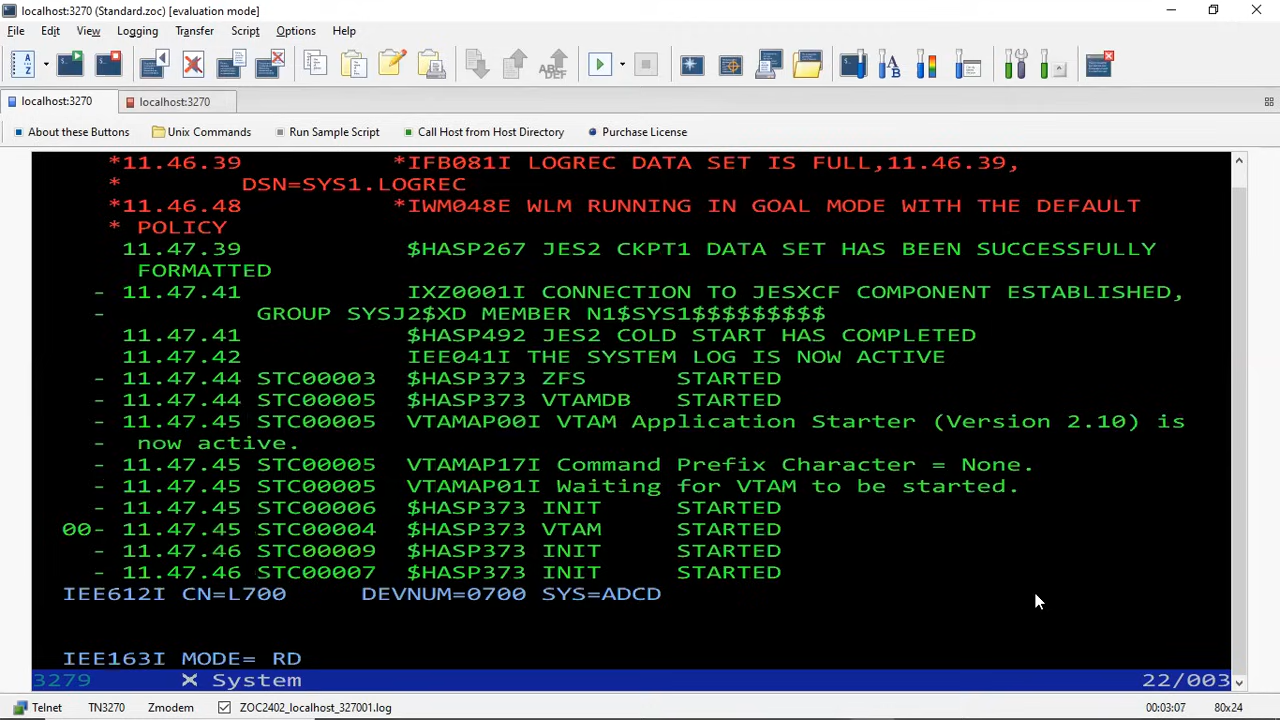 localhost:3270 (Standard.zoc) [evaluation mode]
File Edit View Logging Transfer Script Options Help
localhost:3270 localhost:3270
About these Buttons Unix Commands Run Sample Script Call Host from Host Directory Purchase License
*11.46.39 *IFB081I LOGREC DATA SET IS FULL,11.46.39,
* DSN=SYS1.LOGREC
*11.46.48 *IWM048E WLM RUNNING IN GOAL MODE WITH THE DEFAULT
* POLICY
11.47.39 $HASP267 JES2 CKPT1 DATA SET HAS BEEN SUCCESSFULLY
FORMATTED
- 11.47.41 IXZ0001I CONNECTION TO JESXCF COMPONENT ESTABLISHED,
- GROUP SYSJ2$XD MEMBER N1$SYS1$$$$$$$$$
11.47.41 $HASP492 JES2 COLD START HAS COMPLETED
11.47.42 IEE041I THE SYSTEM LOG IS NOW ACTIVE
- 11.47.44 STC00003 $HASP373 ZFS STARTED
- 11.47.44 STC00005 $HASP373 VTAMDB STARTED
- 11.47.45 STC00005 VTAMAP00I VTAM Application Starter (Version 2.10) is
- now active.
- 11.47.45 STC00005 VTAMAP17I Command Prefix Character = None.
- 11.47.45 STC00005 VTAMAP01I Waiting for VTAM to be started.
- 11.47.45 STC00006 $HASP373 INIT STARTED
00- 11.47.45 STC00004 $HASP373 VTAM STARTED
- 11.47.46 STC00009 $HASP373 INIT STARTED
- 11.47.46 STC00007 $HASP373 INIT STARTED
IEE612I CN=L700 DEVNUM=0700 SYS=ADCD
IEE163I MODE= RD
3279 X System 22/003
Telnet TN3270 Zmodem ZOC2402_localhost_327001.log 00:03:07 80x24